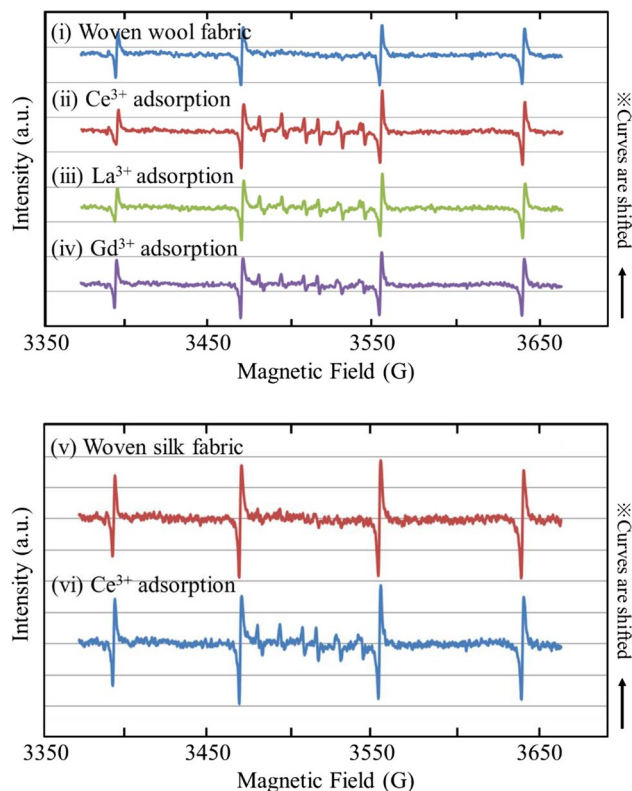 (i) Woven wool fabric
(ii) Ce³⁺ adsorption
(iii) La³⁺ adsorption
(iv) Gd³⁺ adsorption
Intensity (a.u.)
※Curves are shifted
3350 3450 3550 3650
Magnetic Field (G)
(v) Woven silk fabric
(vi) Ce³⁺ adsorption
Intensity (a.u.)
※Curves are shifted
3350 3450 3550 3650
Magnetic Field (G)